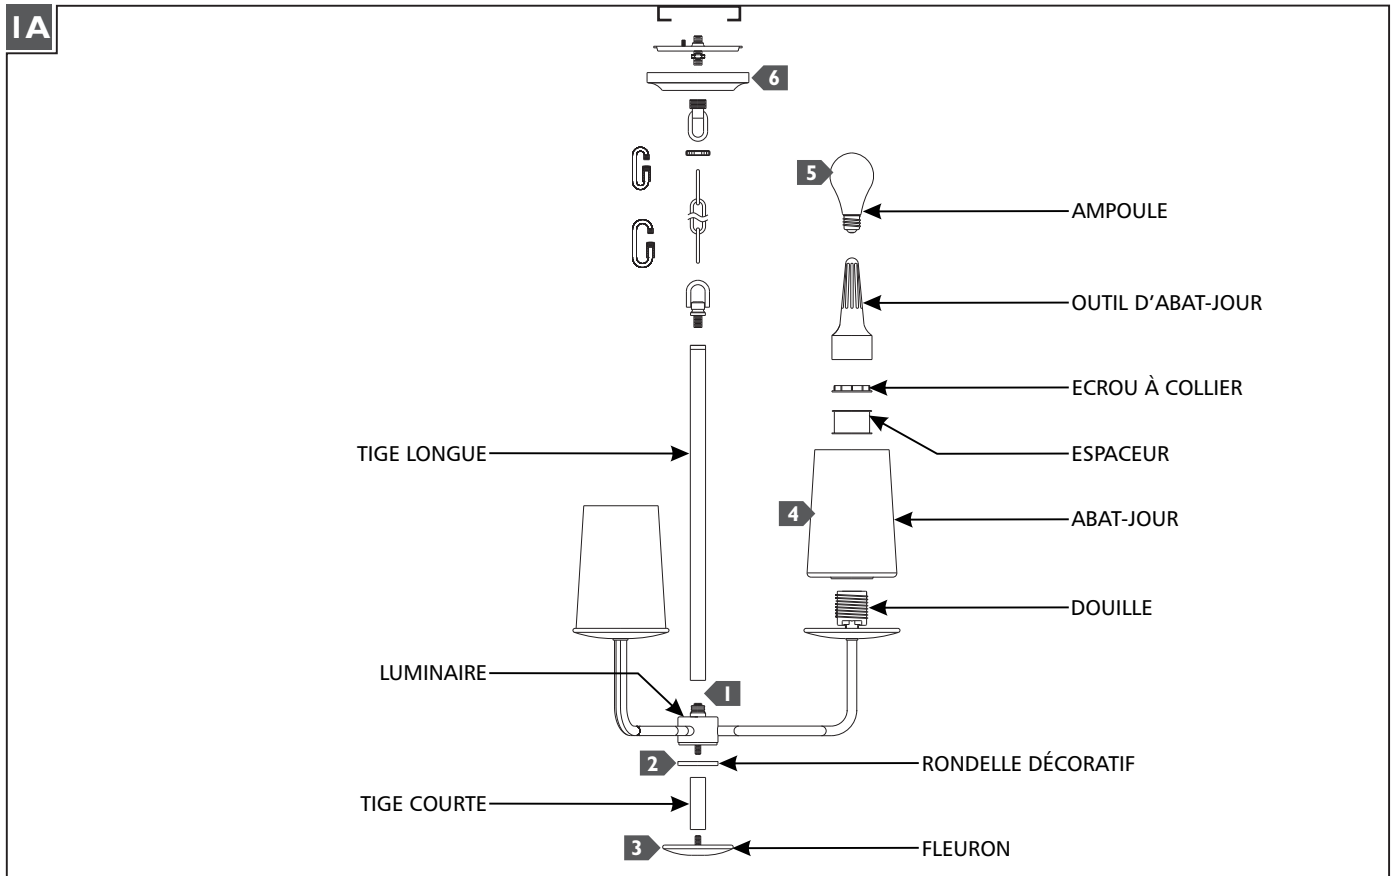 1A
6
5
AMPOULE
OUTIL D’ABAT-JOUR
ECROU À COLLIER
TIGE LONGUE
ESPACEUR
4
ABAT-JOUR
DOUILLE
LUMINAIRE
1
2
RONDELLE DÉCORATIF
TIGE COURTE
3
FLEURON